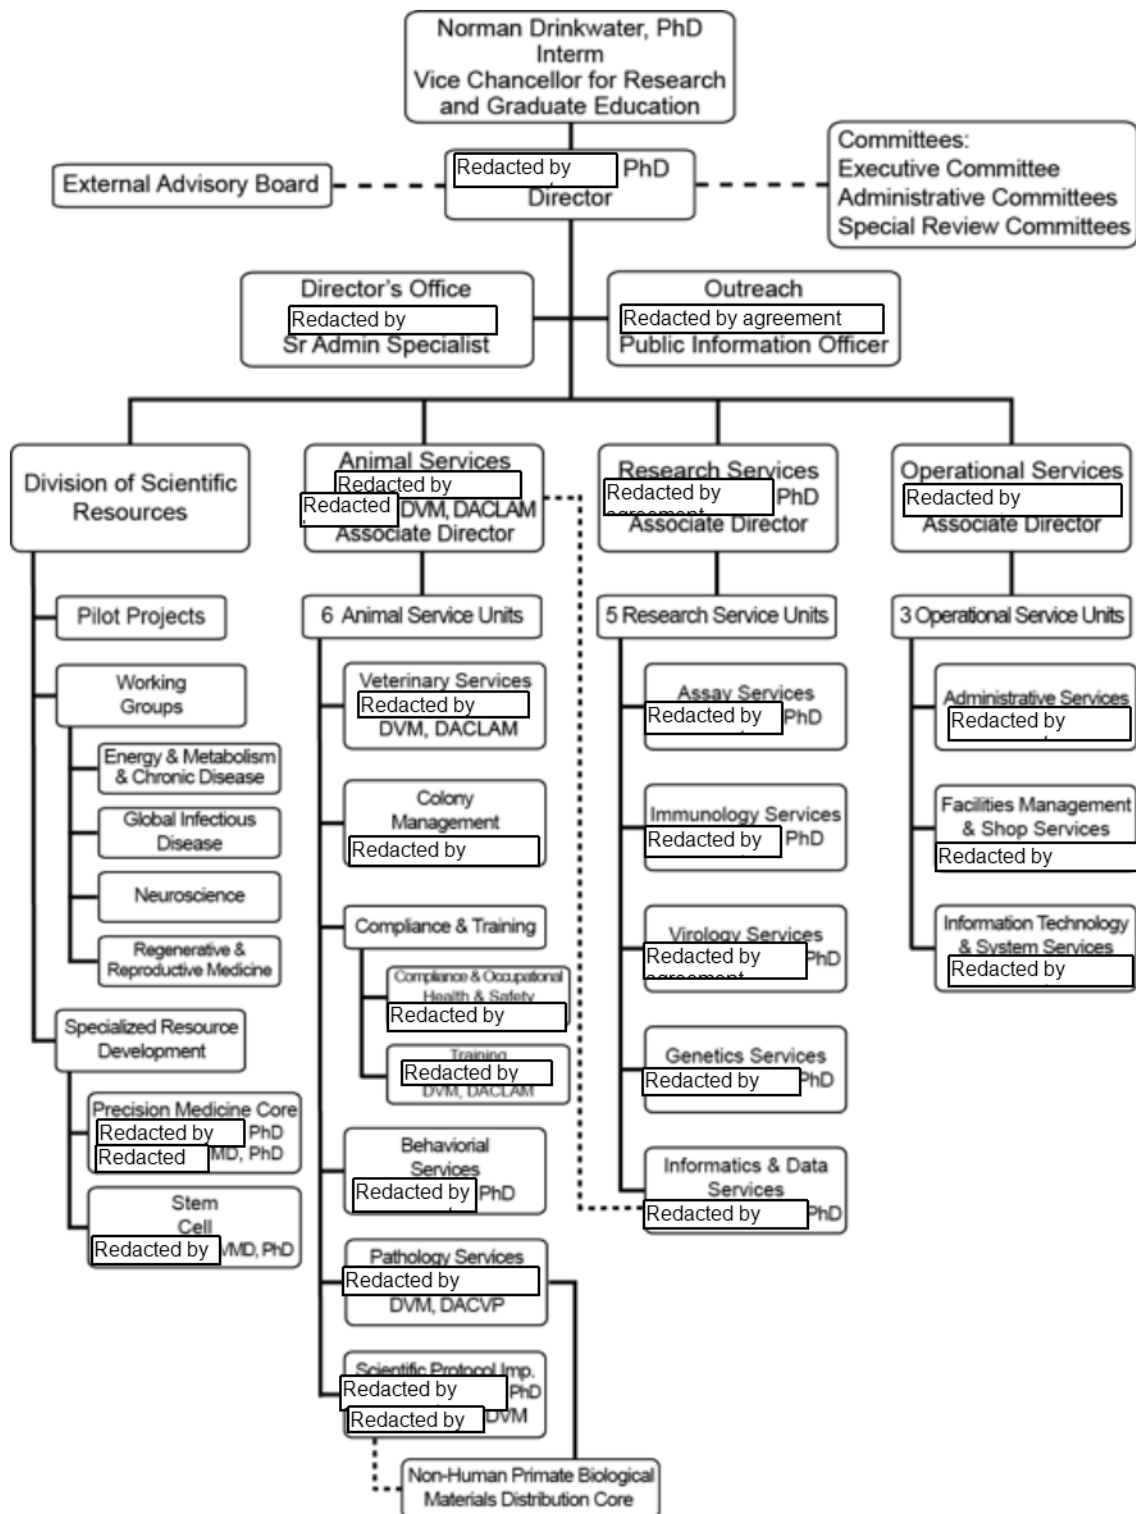 Norman Drinkwater, PhD
Interm
Vice Chancellor for Research
and Graduate Education
External Advisory Board
Redacted by PhD
Director
Committees:
Executive Committee
Administrative Committees
Special Review Committees
Director's Office
Redacted by
Sr Admin Specialist
Outreach
Redacted by agreement
Public Information Officer
Division of Scientific
Resources
Animal Services
Redacted by
Redacted DVM, DACLAM
Associate Director
Research Services
Redacted by PhD
agreement
Associate Director
Operational Services
Redacted by
Associate Director
Pilot Projects
Working
Groups
Energy & Metabolism
& Chronic Disease
Global Infectious
Disease
Neuroscience
Regenerative &
Reproductive Medicine
Specialized Resource
Development
Precision Medicine Core
Redacted by PhD
Redacted MD, PhD
Stem
Cell
Redacted by VMD, PhD
6 Animal Service Units
Veterinary Services
Redacted by
DVM, DACLAM
Colony
Management
Redacted by
Compliance & Training
Compliance & Occupational
Health & Safety
Redacted by
Training
Redacted by
DVM, DACLAM
Behaviorial
Services
Redacted by PhD
Pathology Services
Redacted by
DVM, DACVP
Scientific Protocol Imp.
Redacted by PhD
Redacted by DVM
Non-Human Primate Biological
Materials Distribution Core
5 Research Service Units
Assay Services
Redacted by PhD
Immunology Services
Redacted by PhD
Virology Services
Redacted by PhD
agreement
Genetics Services
Redacted by PhD
Informatics & Data
Services
Redacted by PhD
3 Operational Service Units
Administrative Services
Redacted by
Facilities Management
& Shop Services
Redacted by
Information Technology
& System Services
Redacted by